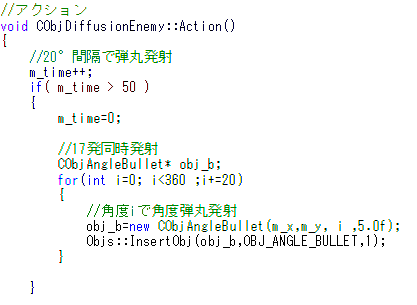 //アクション
void CObjDiffusionEnemy::Action()
{
//20°間隔で弾丸発射
m_time++;
if( m_time > 50 )
{
m_time=0;
//17発同時発射
CObjAngleBullet* obj_b;
for(int i=0; i<360 ;i+=20)
{
//角度iで角度弾丸発射
obj_b=new CObjAngleBullet(m_x,m_y, i ,5.0f);
Objs::InsertObj(obj_b,OBJ_ANGLE_BULLET,1);
}
}